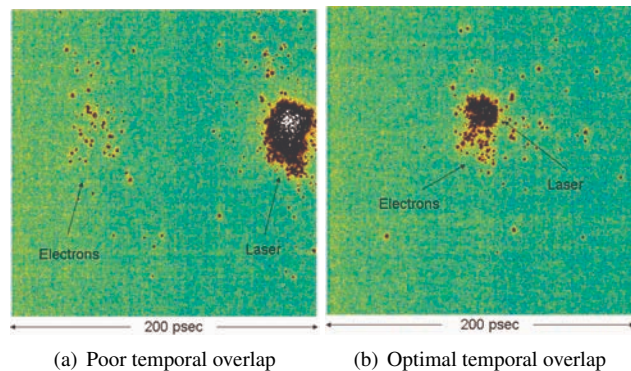 Electrons
Laser
200 psec
(a) Poor temporal overlap
Laser
Electrons
200 psec
(b) Optimal temporal overlap